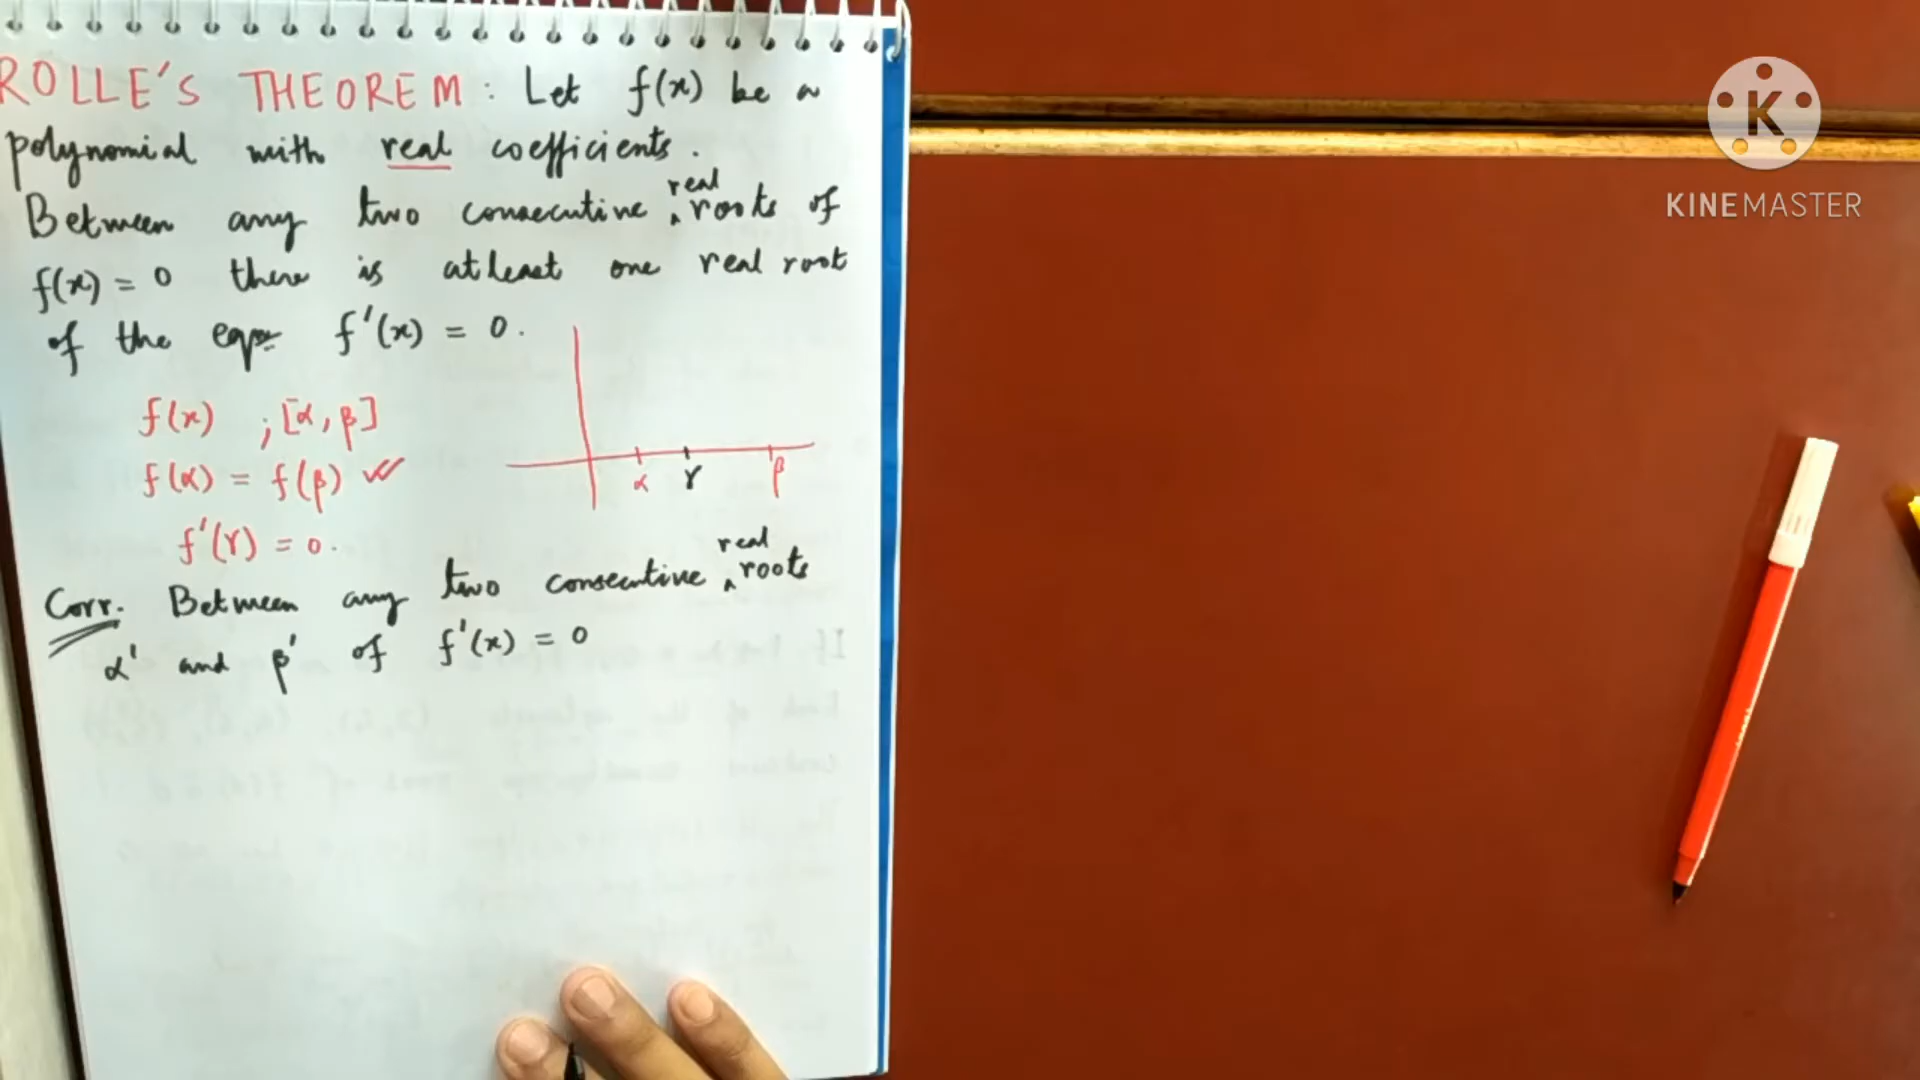 ROLLE'S THEOREM : Let f(x) be a
polynomial with real coefficients.
Between any two consecutive real roots of
f(x) = 0 there is atleast one real root
of the eqn f'(x) = 0.
f(x) ; [α, β]
f(α) = f(β) ✓
α γ β
f'(γ) = 0.
Corr. Between any two consecutive real roots
α' and β' of f'(x) = 0
K
KINEMASTER